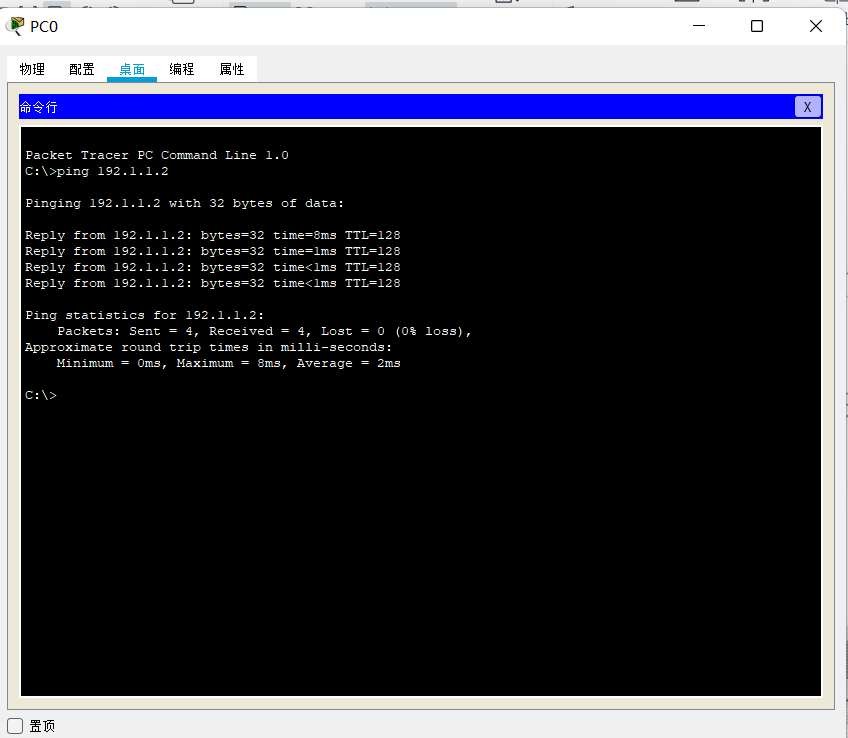 PC0
物理 配置 桌面 编程 属性
命令行 X
Packet Tracer PC Command Line 1.0
C:\>ping 192.1.1.2
Pinging 192.1.1.2 with 32 bytes of data:
Reply from 192.1.1.2: bytes=32 time=8ms TTL=128
Reply from 192.1.1.2: bytes=32 time=1ms TTL=128
Reply from 192.1.1.2: bytes=32 time<1ms TTL=128
Reply from 192.1.1.2: bytes=32 time<1ms TTL=128
Ping statistics for 192.1.1.2:
Packets: Sent = 4, Received = 4, Lost = 0 (0% loss),
Approximate round trip times in milli-seconds:
Minimum = 0ms, Maximum = 8ms, Average = 2ms
C:\>
置顶